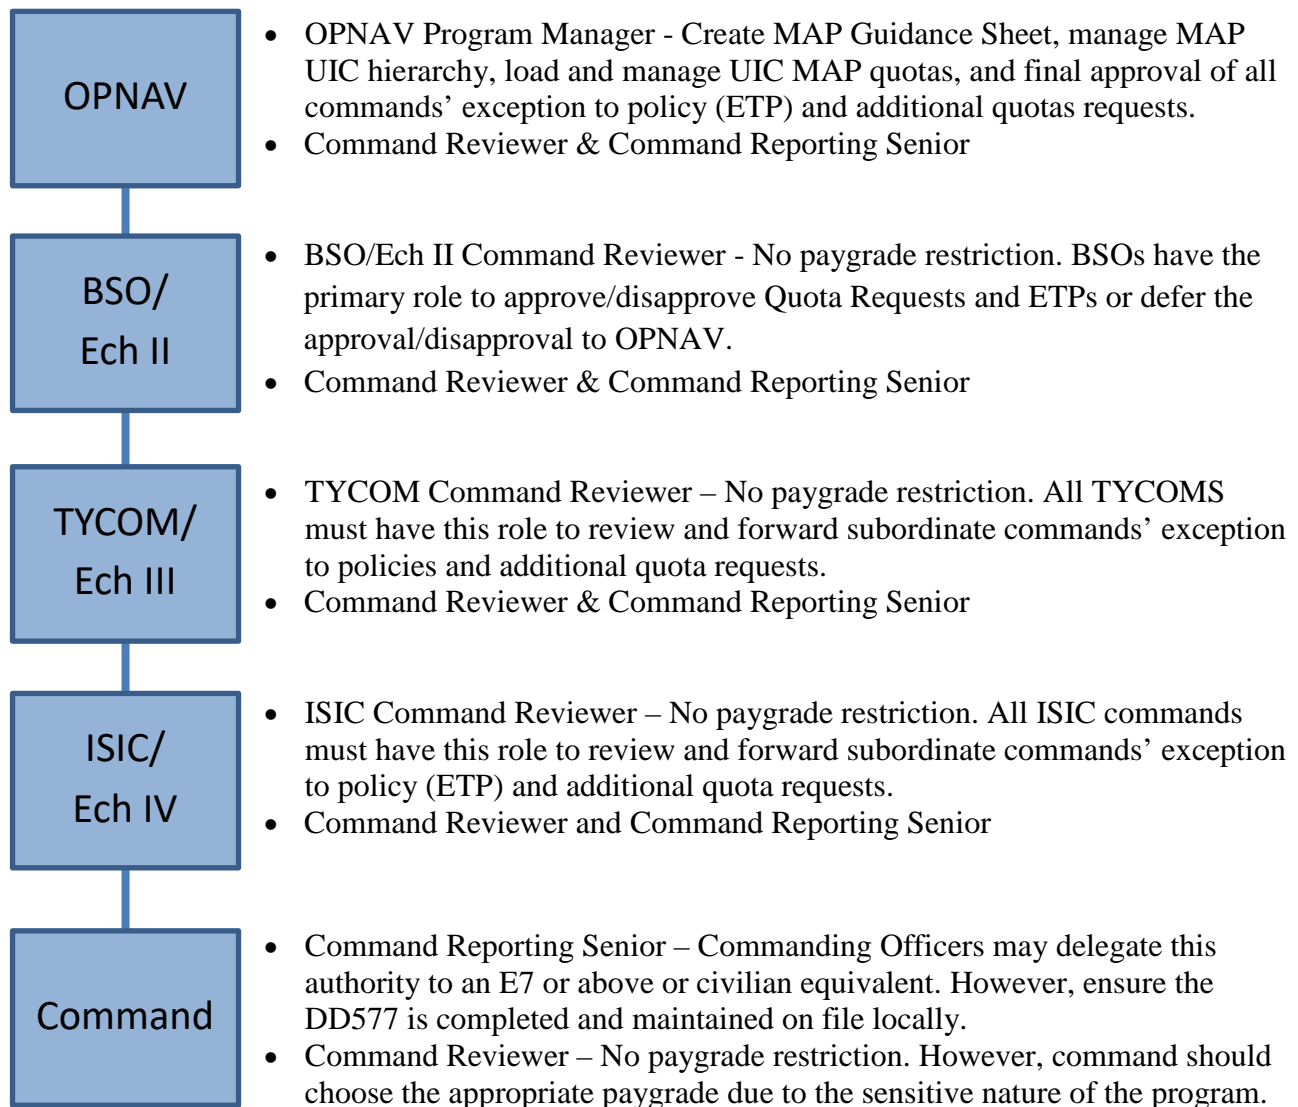 OPNAV
• OPNAV Program Manager - Create MAP Guidance Sheet, manage MAP
UIC hierarchy, load and manage UIC MAP quotas, and final approval of all
commands’ exception to policy (ETP) and additional quotas requests.
• Command Reviewer & Command Reporting Senior
BSO/
Ech II
• BSO/Ech II Command Reviewer - No paygrade restriction. BSOs have the
primary role to approve/disapprove Quota Requests and ETPs or defer the
approval/disapproval to OPNAV.
• Command Reviewer & Command Reporting Senior
TYCOM/
Ech III
• TYCOM Command Reviewer – No paygrade restriction. All TYCOMS
must have this role to review and forward subordinate commands’ exception
to policies and additional quota requests.
• Command Reviewer & Command Reporting Senior
ISIC/
Ech IV
• ISIC Command Reviewer – No paygrade restriction. All ISIC commands
must have this role to review and forward subordinate commands’ exception
to policy (ETP) and additional quota requests.
• Command Reviewer and Command Reporting Senior
Command
• Command Reporting Senior – Commanding Officers may delegate this
authority to an E7 or above or civilian equivalent. However, ensure the
DD577 is completed and maintained on file locally.
• Command Reviewer – No paygrade restriction. However, command should
choose the appropriate paygrade due to the sensitive nature of the program.